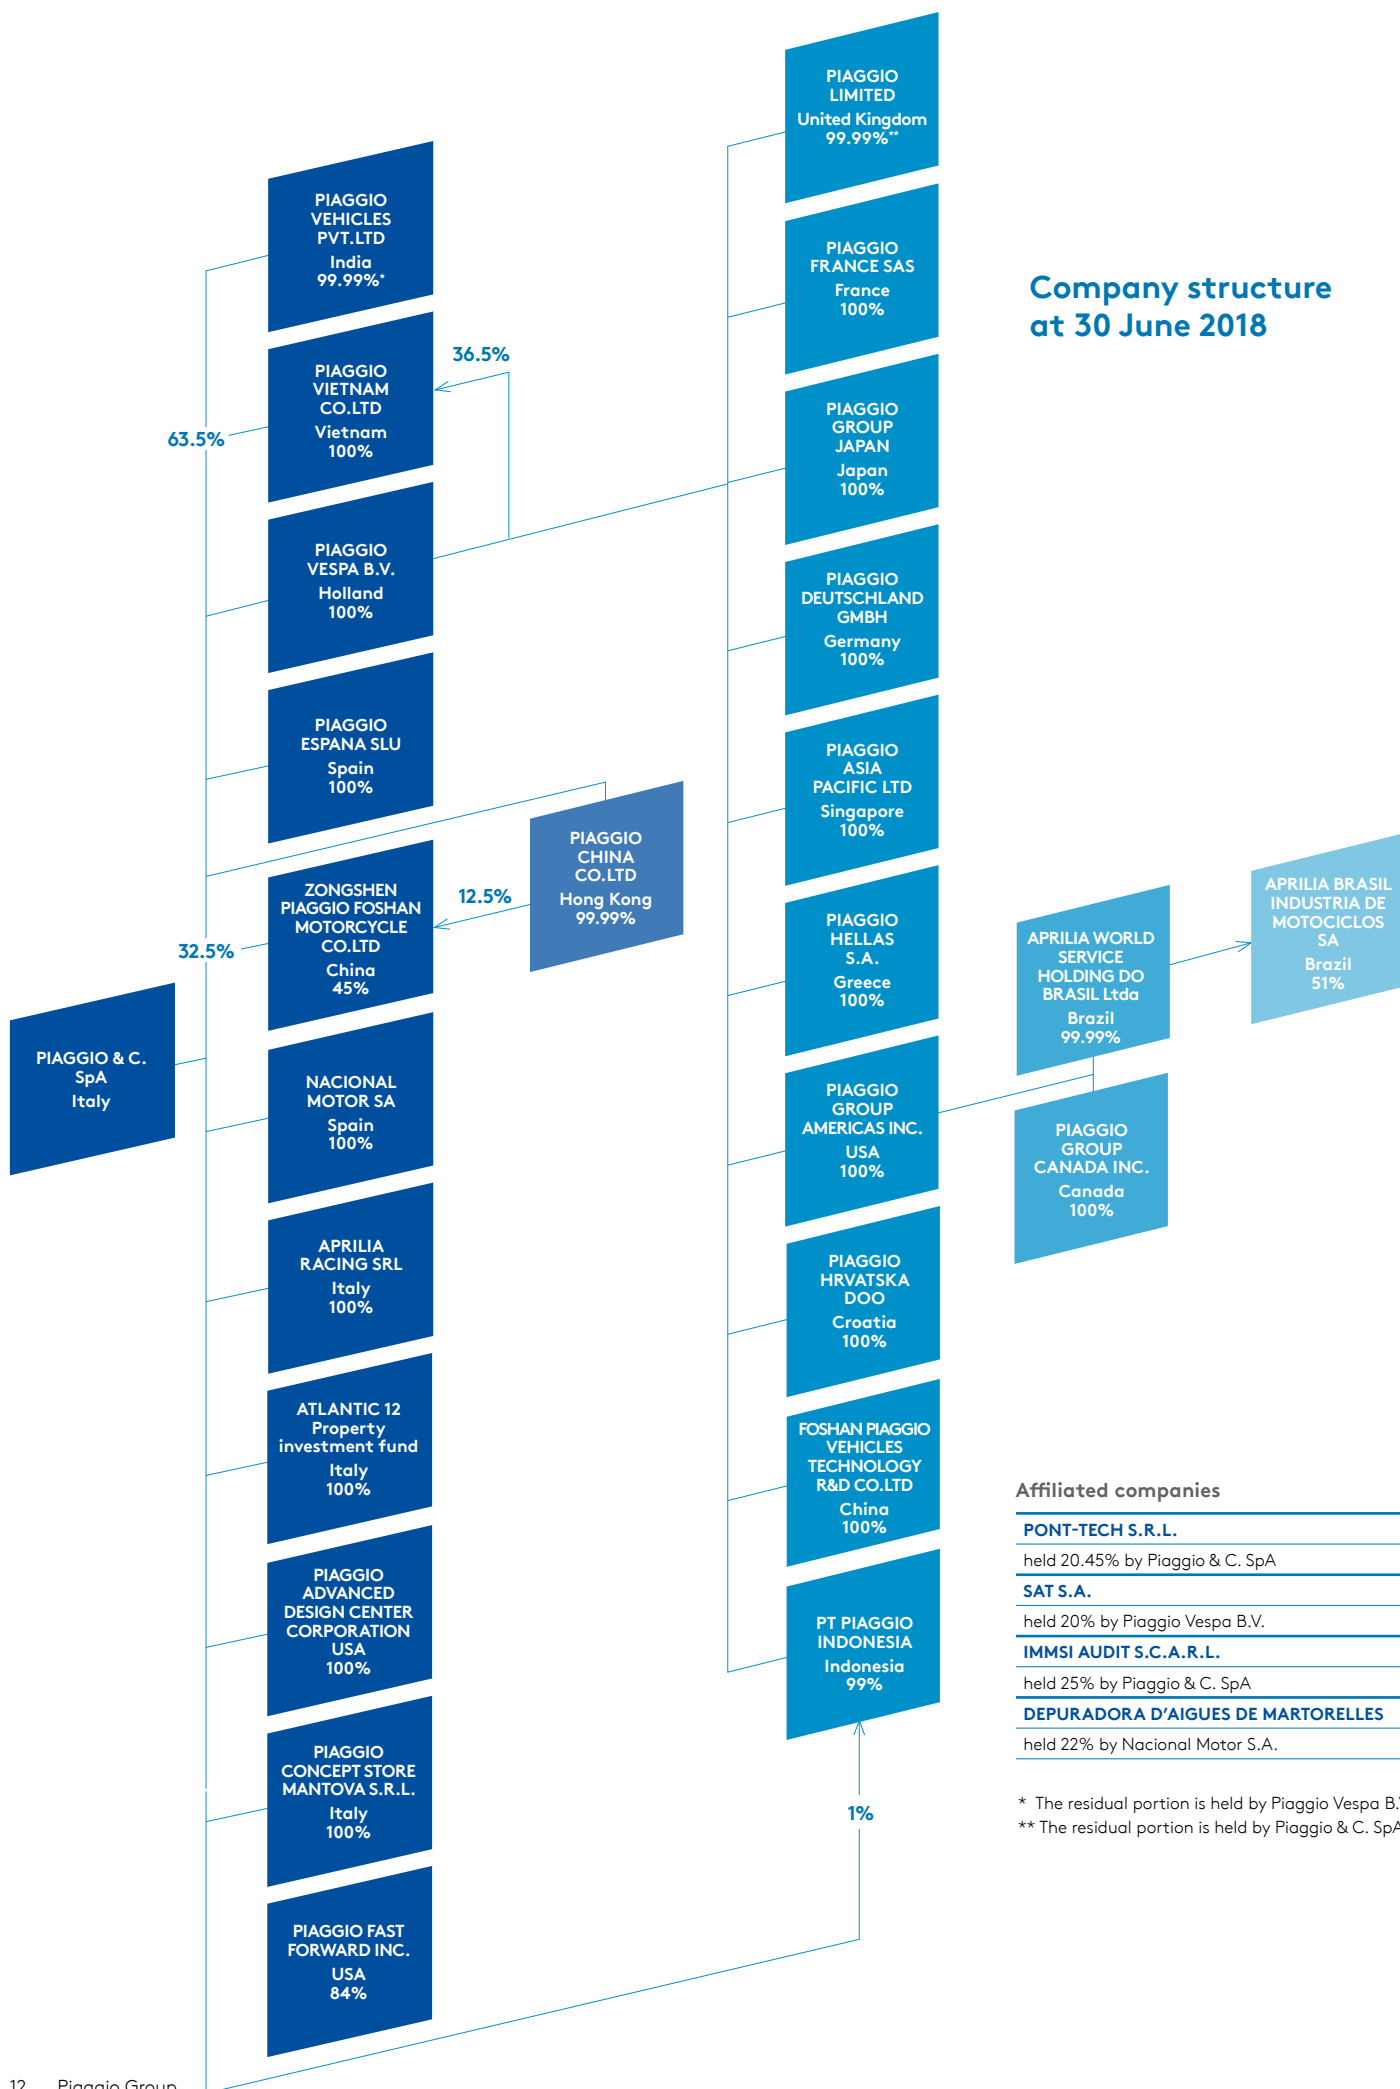 Company structure
at 30 June 2018
PIAGGIO & C.
SpA
Italy
63.5%
36.5%
32.5%
12.5%
1%
PIAGGIO
VEHICLES
PVT.LTD
India
99.99%*
PIAGGIO
VIETNAM
CO.LTD
Vietnam
100%
PIAGGIO
VESPA B.V.
Holland
100%
PIAGGIO
ESPANA SLU
Spain
100%
ZONGSHEN
PIAGGIO FOSHAN
MOTORCYCLE
CO.LTD
China
45%
NACIONAL
MOTOR SA
Spain
100%
APRILIA
RACING SRL
Italy
100%
ATLANTIC 12
Property
investment fund
Italy
100%
PIAGGIO
ADVANCED
DESIGN CENTER
CORPORATION
USA
100%
PIAGGIO
CONCEPT STORE
MANTOVA S.R.L.
Italy
100%
PIAGGIO FAST
FORWARD INC.
USA
84%
PIAGGIO
CHINA
CO.LTD
Hong Kong
99.99%
PIAGGIO
LIMITED
United Kingdom
99.99%**
PIAGGIO
FRANCE SAS
France
100%
PIAGGIO
GROUP
JAPAN
Japan
100%
PIAGGIO
DEUTSCHLAND
GMBH
Germany
100%
PIAGGIO
ASIA
PACIFIC LTD
Singapore
100%
PIAGGIO
HELLAS
S.A.
Greece
100%
PIAGGIO
GROUP
AMERICAS INC.
USA
100%
PIAGGIO
HRVATSKA
DOO
Croatia
100%
FOSHAN PIAGGIO
VEHICLES
TECHNOLOGY
R&D CO.LTD
China
100%
PT PIAGGIO
INDONESIA
Indonesia
99%
APRILIA WORLD
SERVICE
HOLDING DO
BRASIL Ltda
Brazil
99.99%
PIAGGIO
GROUP
CANADA INC.
Canada
100%
APRILIA BRASIL
INDUSTRIA DE
MOTOCICLOS
SA
Brazil
51%
Affiliated companies
PONT-TECH S.R.L.
held 20.45% by Piaggio & C. SpA
SAT S.A.
held 20% by Piaggio Vespa B.V.
IMMSI AUDIT S.C.A.R.L.
held 25% by Piaggio & C. SpA
DEPURADORA D'AIGUES DE MARTORELLES
held 22% by Nacional Motor S.A.
* The residual portion is held by Piaggio Vespa B.
** The residual portion is held by Piaggio & C. SpA
12 Piaggio Group